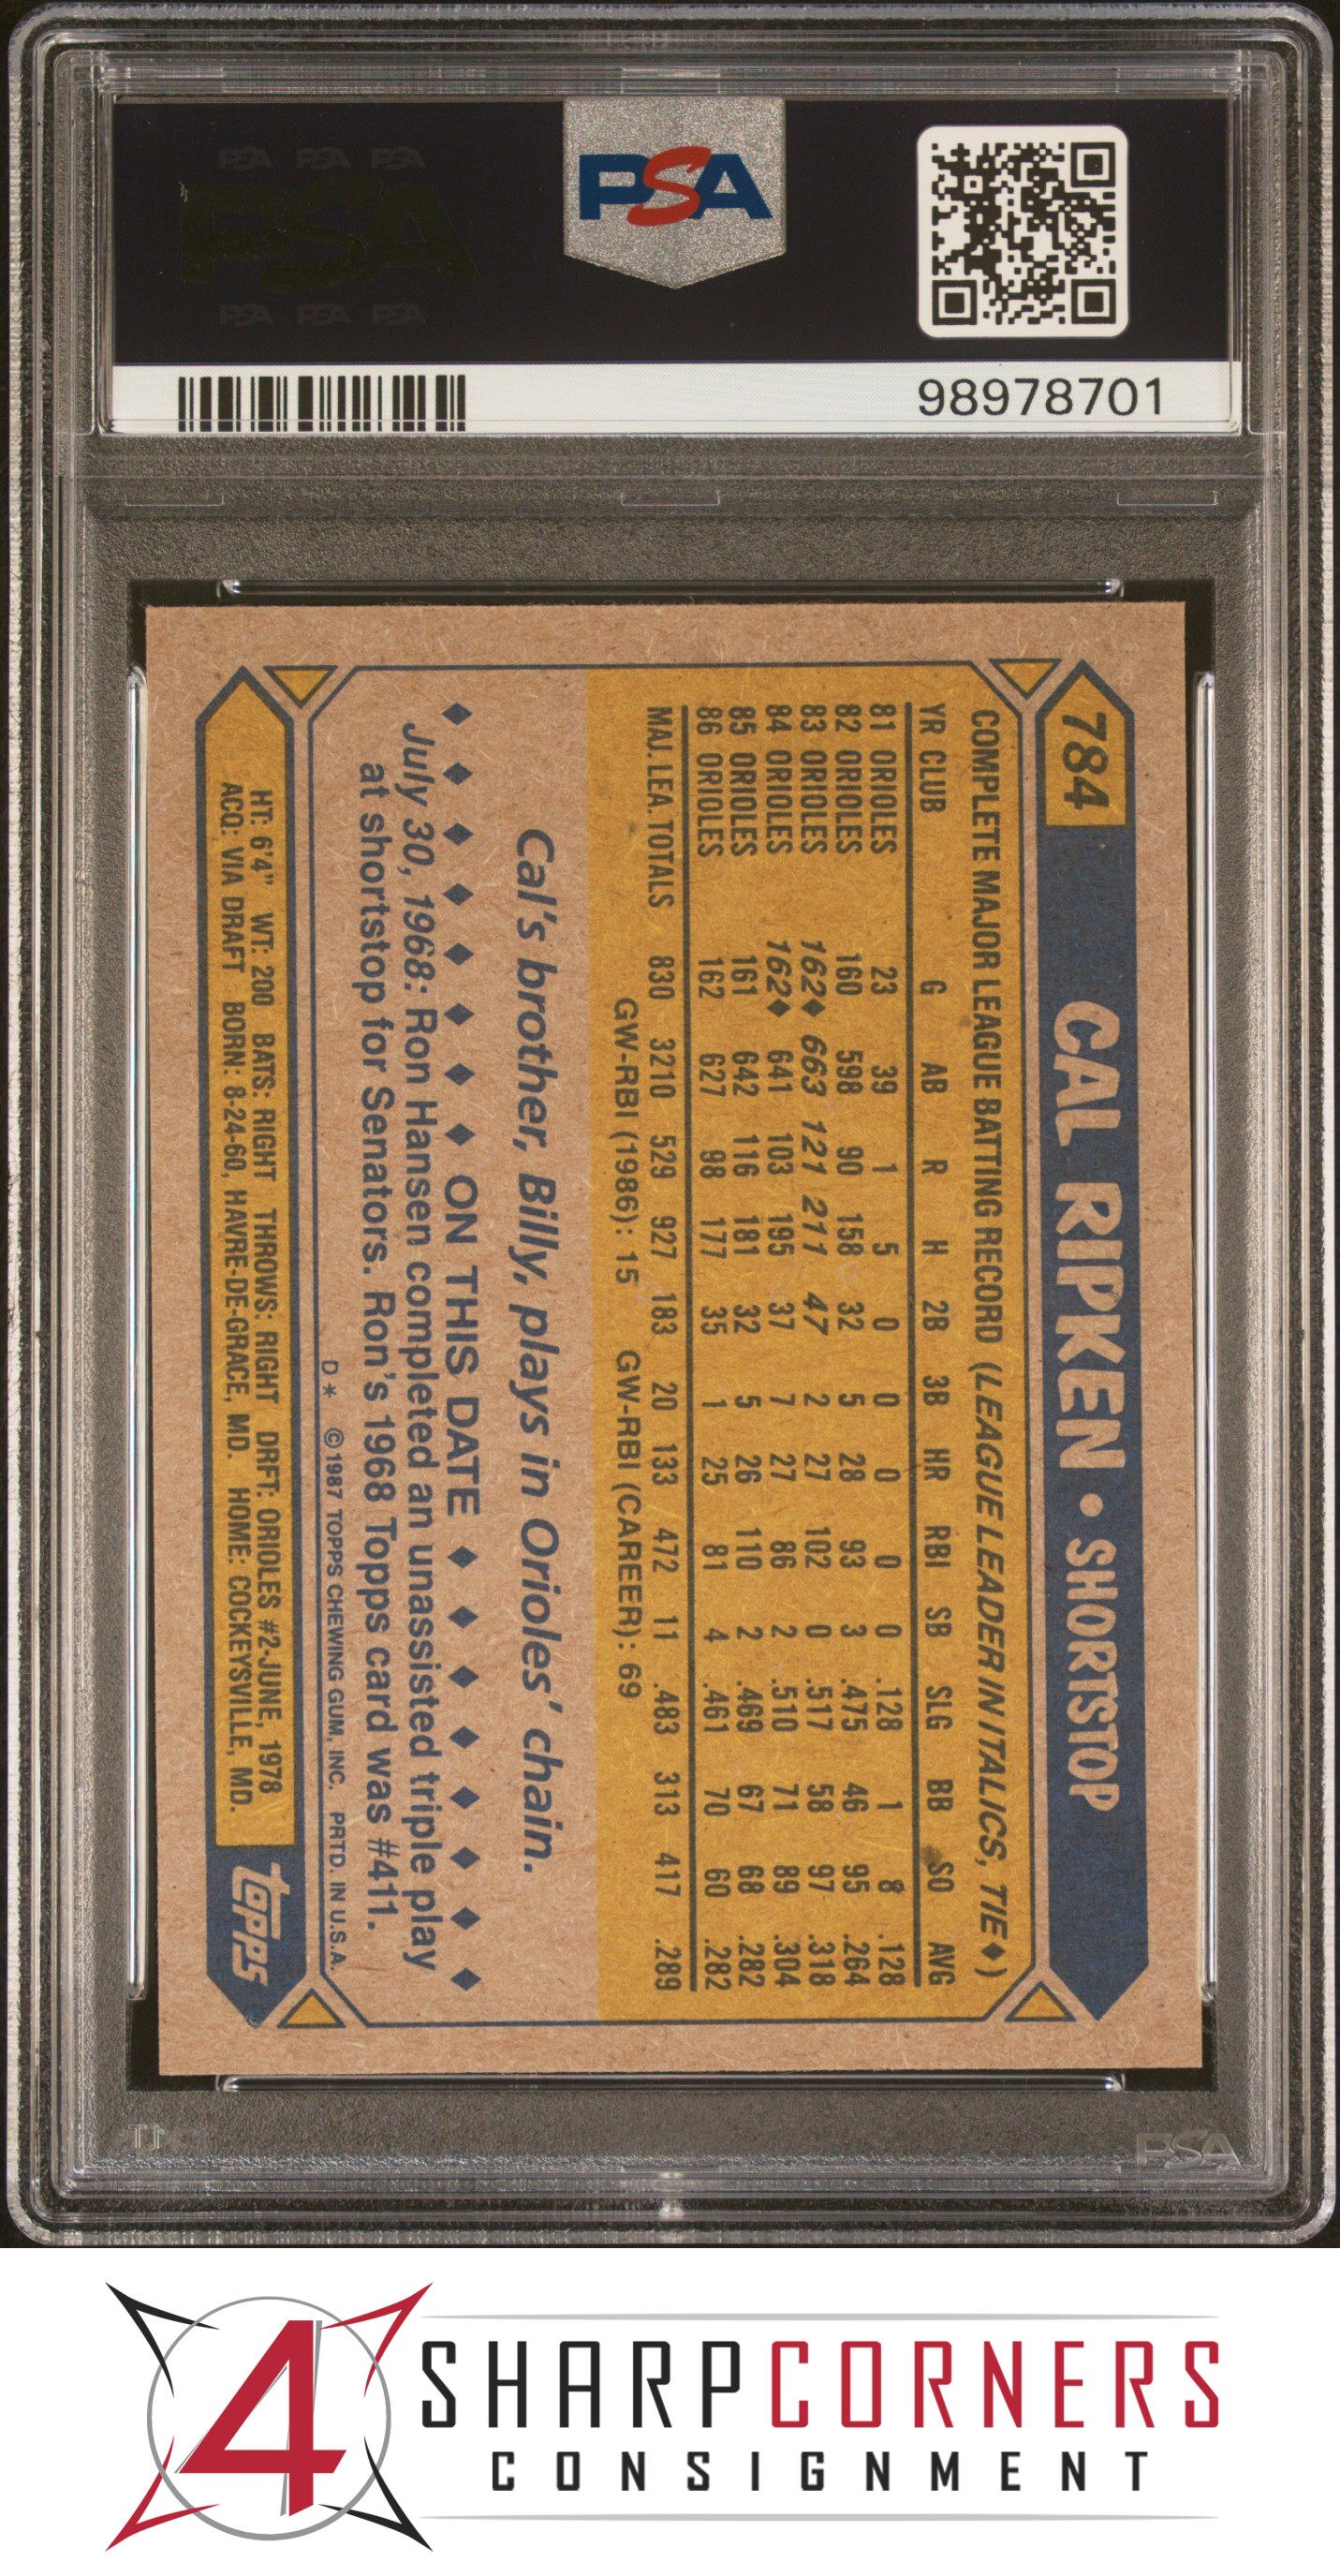 PSA PSA PSA
PSA
PSA PSA PSA
PSA
98978701
784 CAL RIPKEN • SHORTSTOP
COMPLETE MAJOR LEAGUE BATTING RECORD (LEAGUE LEADER IN ITALICS, TIE◆)
YR CLUB G AB R H 2B 3B HR RBI SB SLG BB SO AVG
81 ORIOLES 23 39 1 5 0 0 0 0 0 .128 1 8 .128
82 ORIOLES 160 598 90 158 32 5 28 93 3 .475 46 95 .264
83 ORIOLES 162◆ 663 121 211 47 2 27 102 0 .517 58 97 .318
84 ORIOLES 162◆ 641 103 195 37 7 27 86 2 .510 71 89 .304
85 ORIOLES 161 642 116 181 32 5 26 110 2 .469 67 68 .282
86 ORIOLES 162 627 98 177 35 1 25 81 4 .461 70 60 .282
MAJ. LEA. TOTALS 830 3210 529 927 183 20 133 472 11 .483 313 417 .289
GW-RBI (1986): 15 GW-RBI (CAREER): 69
Cal's brother, Billy, plays in Orioles' chain.
◆ ◆ ◆ ◆ ◆ ◆ ◆ ◆ ON THIS DATE ◆ ◆ ◆ ◆ ◆ ◆ ◆ ◆
July 30, 1968: Ron Hansen completed an unassisted triple play
at shortstop for Senators. Ron's 1968 Topps card was #411.
D* ©1987 TOPPS CHEWING GUM, INC. PRTD. IN U.S.A.
HT: 6'4" WT: 200 BATS: RIGHT THROWS: RIGHT DRFT: ORIOLES #2-JUNE, 1978
ACQ: VIA DRAFT BORN: 8-24-60, HAVRE-DE-GRACE, MD. HOME: COCKEYSVILLE, MD.
topps
PSA
4 SHARPCORNERS
CONSIGNMENT